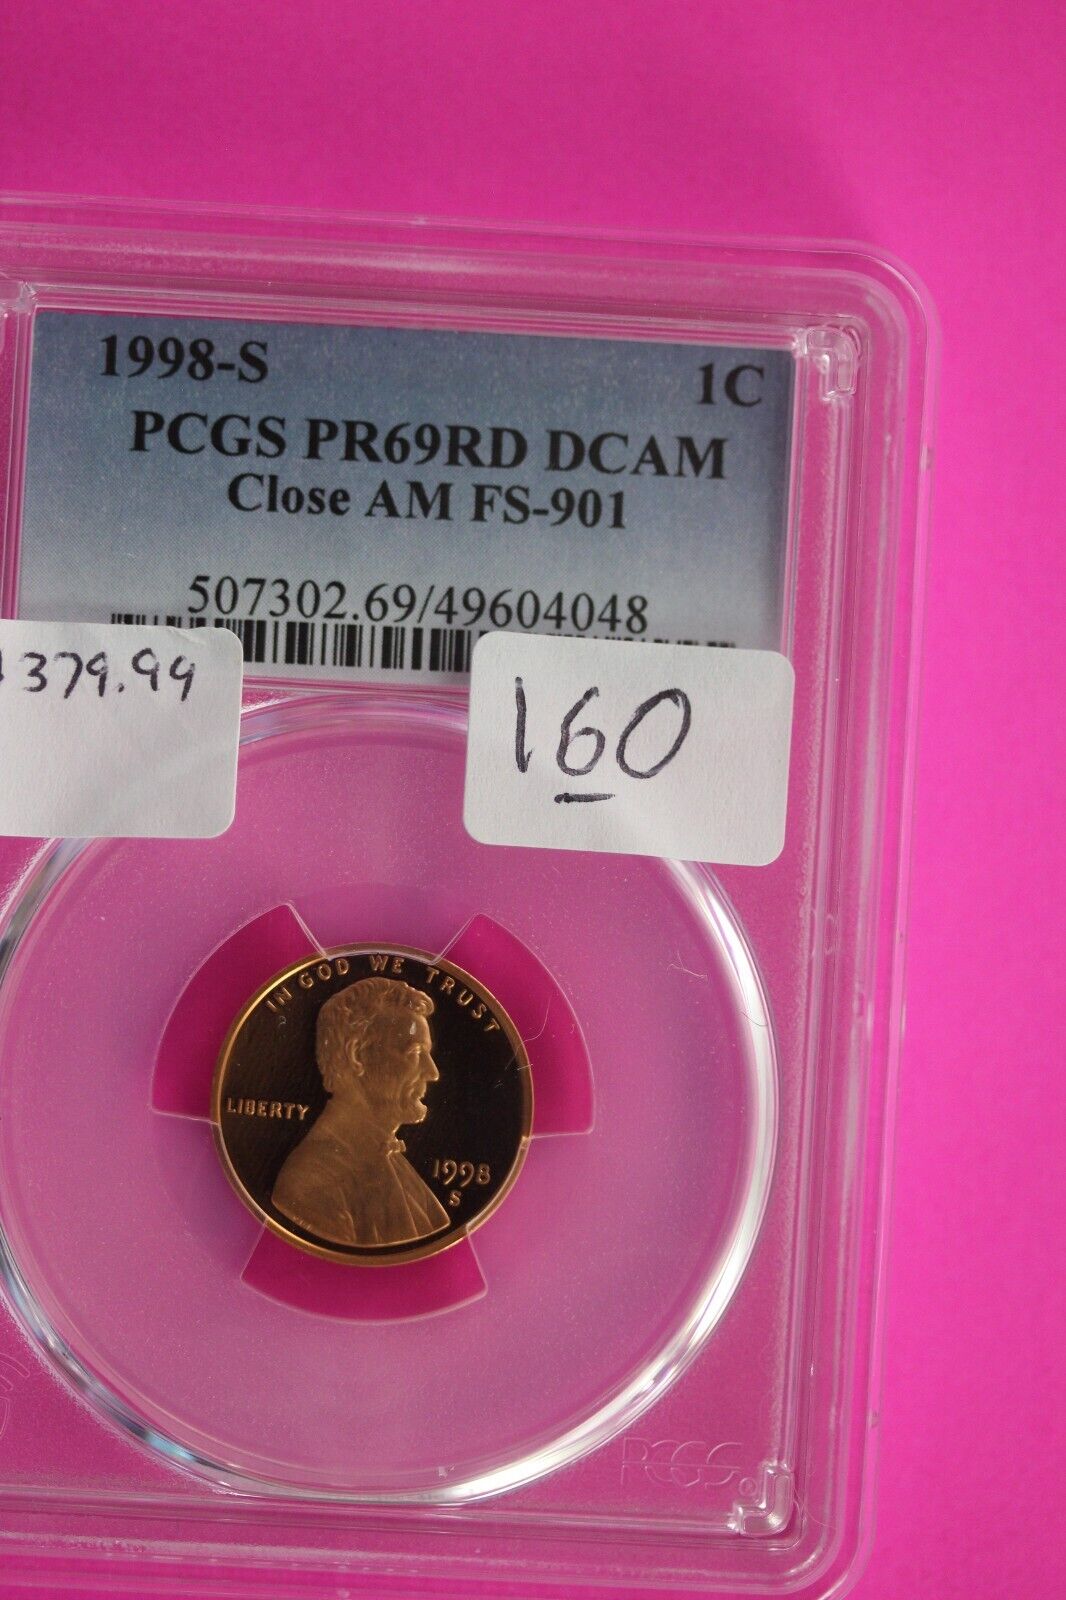 1998-S 1C
PCGS PR69RD DCAM
Close AM FS-901
507302.69/49604048
379.99
160
IN GOD WE TRUST
LIBERTY
1998
S
PCGS